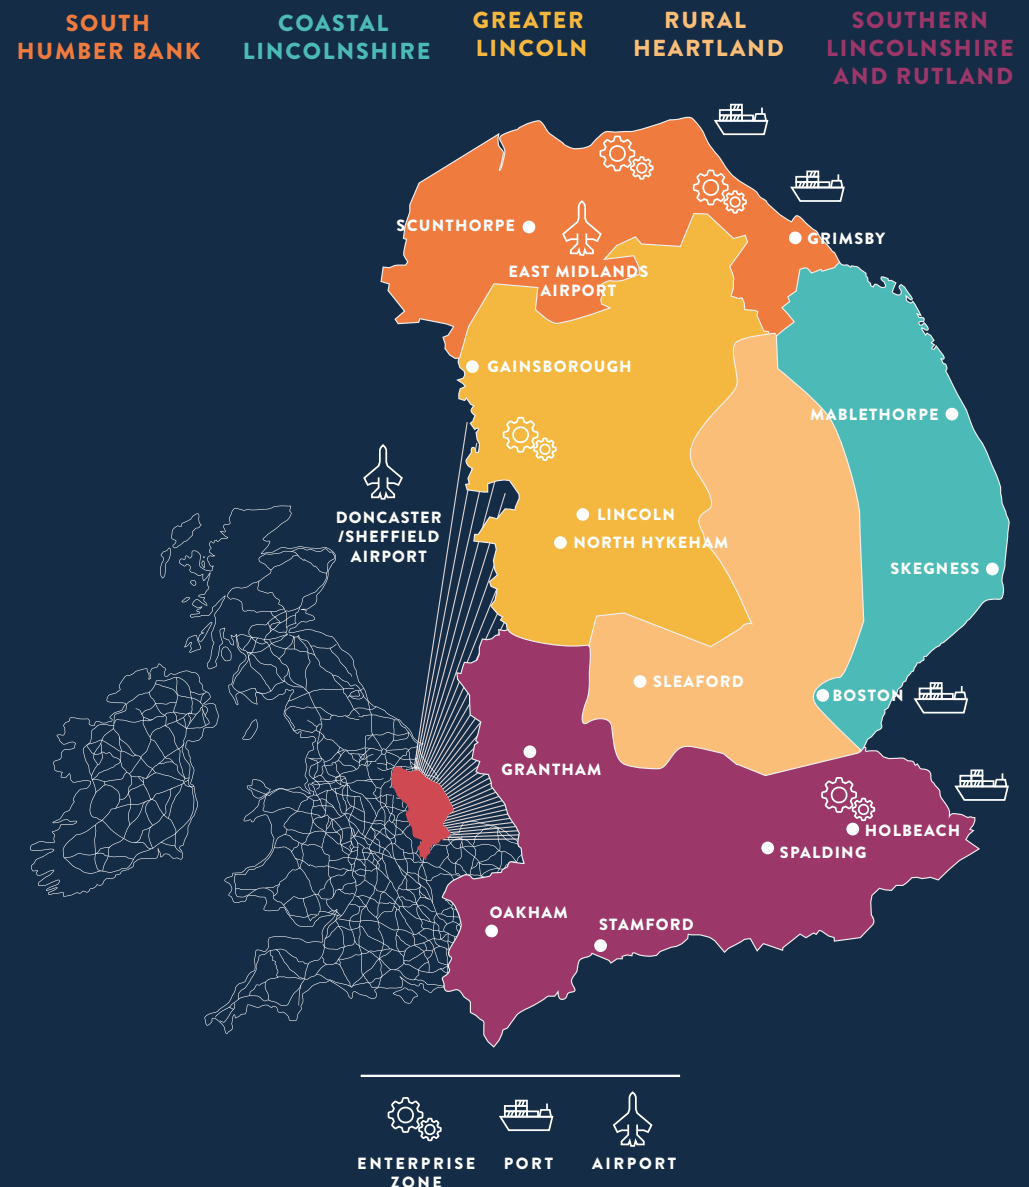 SOUTH
HUMBER BANK
COASTAL
LINCOLNSHIRE
GREATER
LINCOLN
RURAL
HEARTLAND
SOUTHERN
LINCOLNSHIRE
AND RUTLAND
SCUNTHORPE
GRIMSBY
EAST MIDLANDS
AIRPORT
GAINSBOROUGH
MABLETHORPE
DONCASTER
/SHEFFIELD
AIRPORT
LINCOLN
NORTH HYKEHAM
SKEGNESS
SLEAFORD
BOSTON
GRANTHAM
HOLBEACH
SPALDING
OAKHAM
STAMFORD
ENTERPRISE
ZONE
PORT
AIRPORT